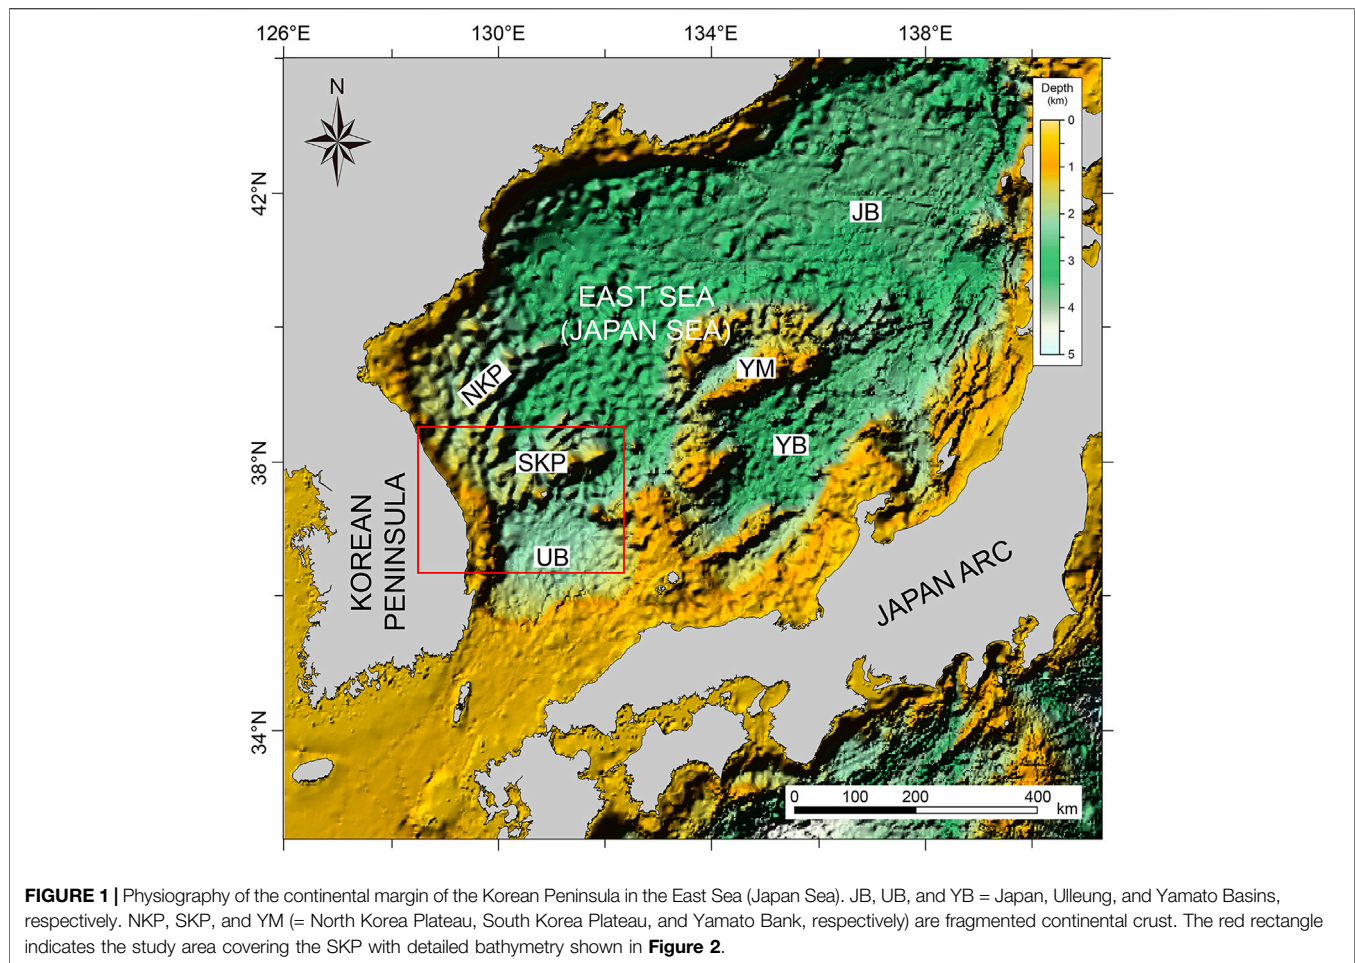 126°E 130°E 134°E 138°E
N
Depth
(km)
0
1
2
3
4
5
42°N
38°N
34°N
JB
EAST SEA
(JAPAN SEA)
YM
NKP
YB
SKP
UB
KOREAN
PENINSULA
JAPAN ARC
0 100 200 400
km
FIGURE 1 | Physiography of the continental margin of the Korean Peninsula in the East Sea (Japan Sea). JB, UB, and YB = Japan, Ulleung, and Yamato Basins,
respectively. NKP, SKP, and YM (= North Korea Plateau, South Korea Plateau, and Yamato Bank, respectively) are fragmented continental crust. The red rectangle
indicates the study area covering the SKP with detailed bathymetry shown in Figure 2.